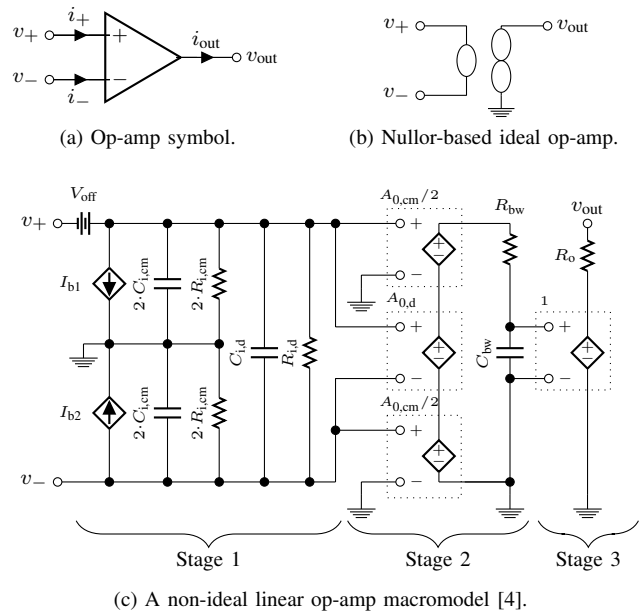 i+
v+
+
iout
vout
v−
−
i−
(a) Op-amp symbol.
v+
vout
v−
(b) Nullor-based ideal op-amp.
Voff
v+
Ib1
2·Ci,cm
2·Ri,cm
Ci,d
Ri,d
Ib2
2·Ci,cm
2·Ri,cm
v−
A0,cm/2
+
−
+
−
A0,d
+
−
+
−
A0,cm/2
+
−
+
−
Rbw
Cbw
1
+
−
+
−
vout
Ro
Stage 1
Stage 2
Stage 3
(c) A non-ideal linear op-amp macromodel [4].